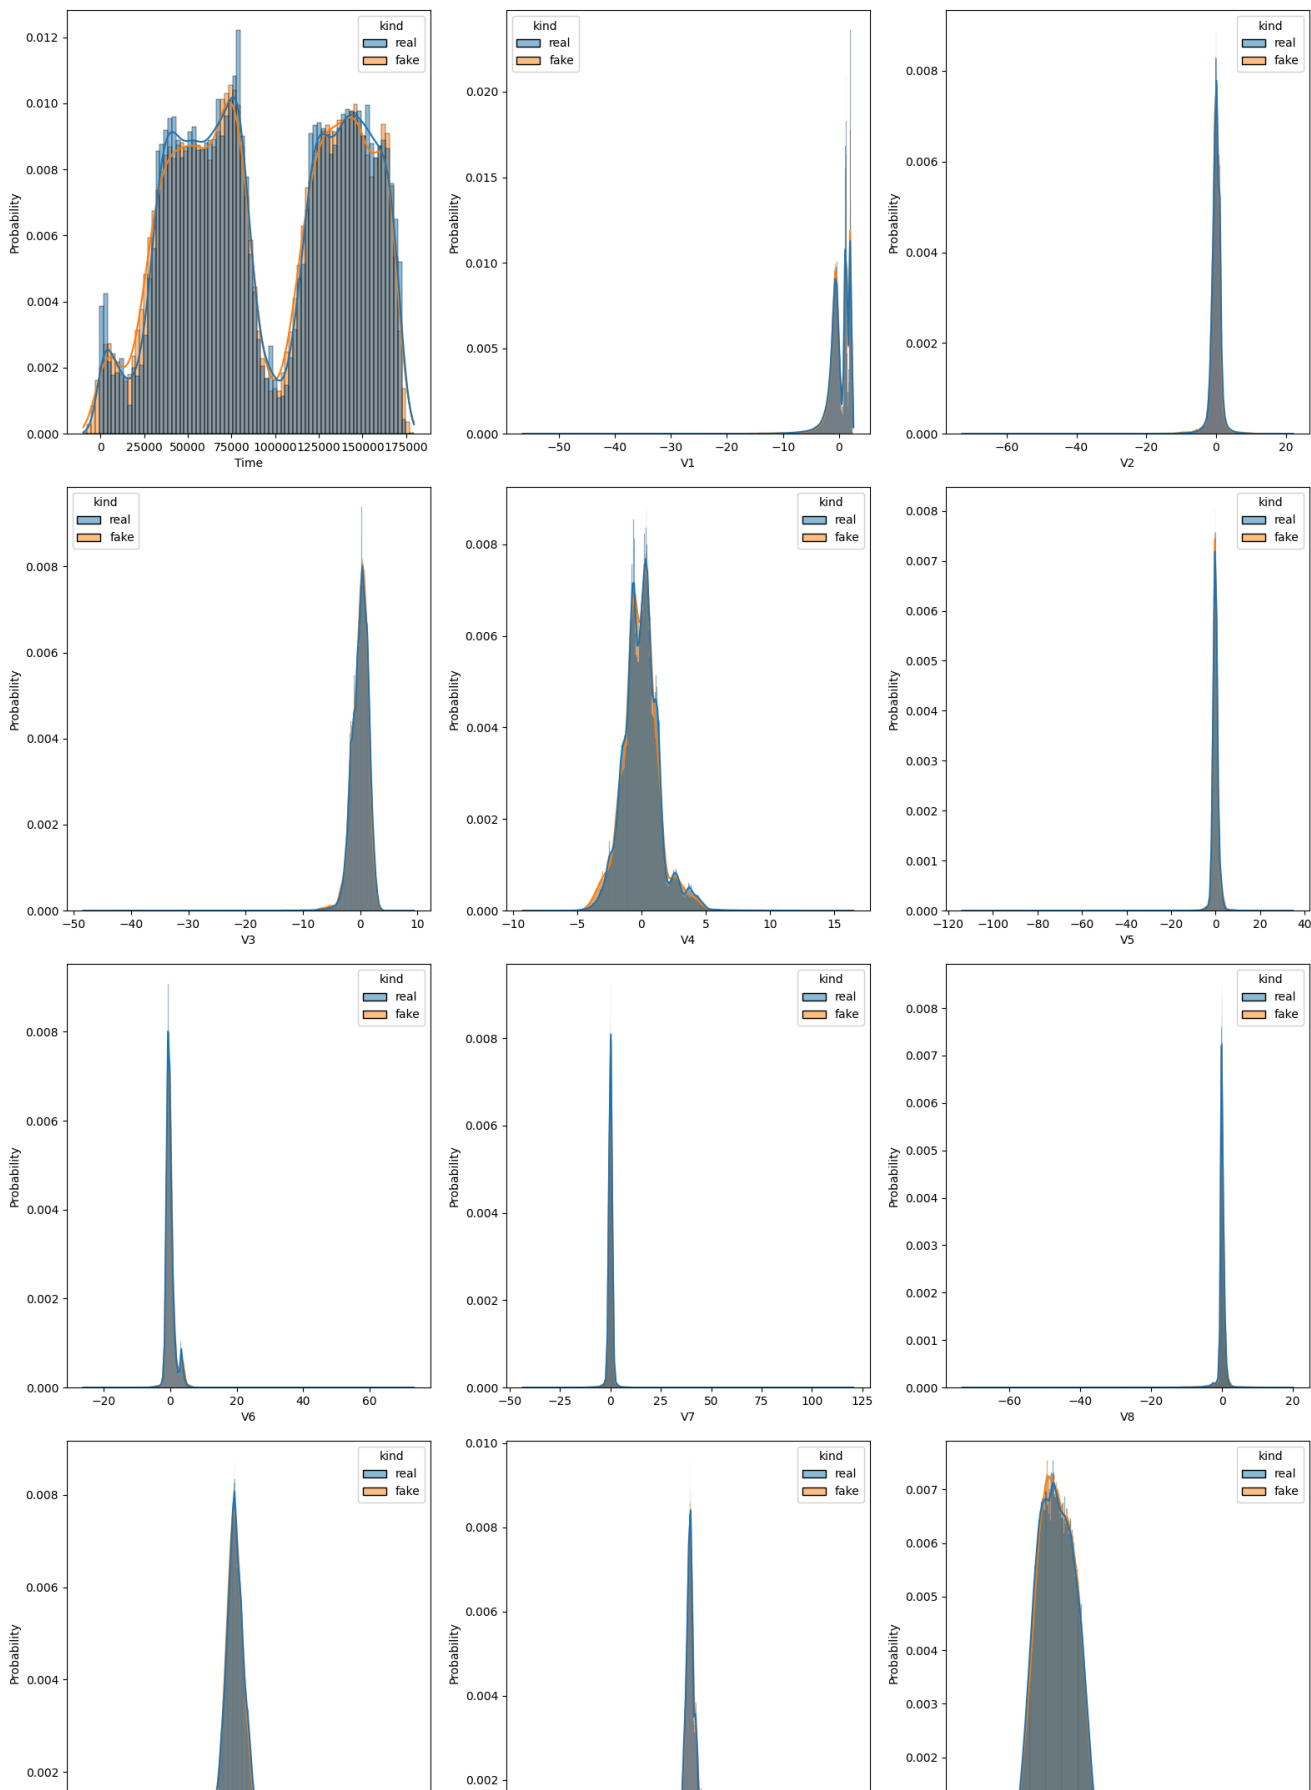 kind
real
fake
0.012
0.010
0.008
0.006
0.004
0.002
0.000
Probability
0 25000 50000 75000 100000 125000 150000 175000
Time
kind
real
fake
0.020
0.015
0.010
0.005
0.000
Probability
−50 −40 −30 −20 −10 0
V1
kind
real
fake
0.008
0.006
0.004
0.002
0.000
Probability
−60 −40 −20 0 20
V2
kind
real
fake
0.008
0.006
0.004
0.002
0.000
Probability
−50 −40 −30 −20 −10 0 10
V3
kind
real
fake
0.008
0.006
0.004
0.002
0.000
Probability
−10 −5 0 5 10 15
V4
kind
real
fake
0.008
0.007
0.006
0.005
0.004
0.003
0.002
0.001
0.000
Probability
−120 −100 −80 −60 −40 −20 0 20 40
V5
kind
real
fake
0.008
0.006
0.004
0.002
0.000
Probability
−20 0 20 40 60
V6
kind
real
fake
0.008
0.006
0.004
0.002
0.000
Probability
−50 −25 0 25 50 75 100 125
V7
kind
real
fake
0.008
0.007
0.006
0.005
0.004
0.003
0.002
0.001
0.000
Probability
−60 −40 −20 0 20
V8
kind
real
fake
0.008
0.006
0.004
0.002
Probability
kind
real
fake
0.010
0.008
0.006
0.004
0.002
Probability
kind
real
fake
0.007
0.006
0.005
0.004
0.003
0.002
Probability